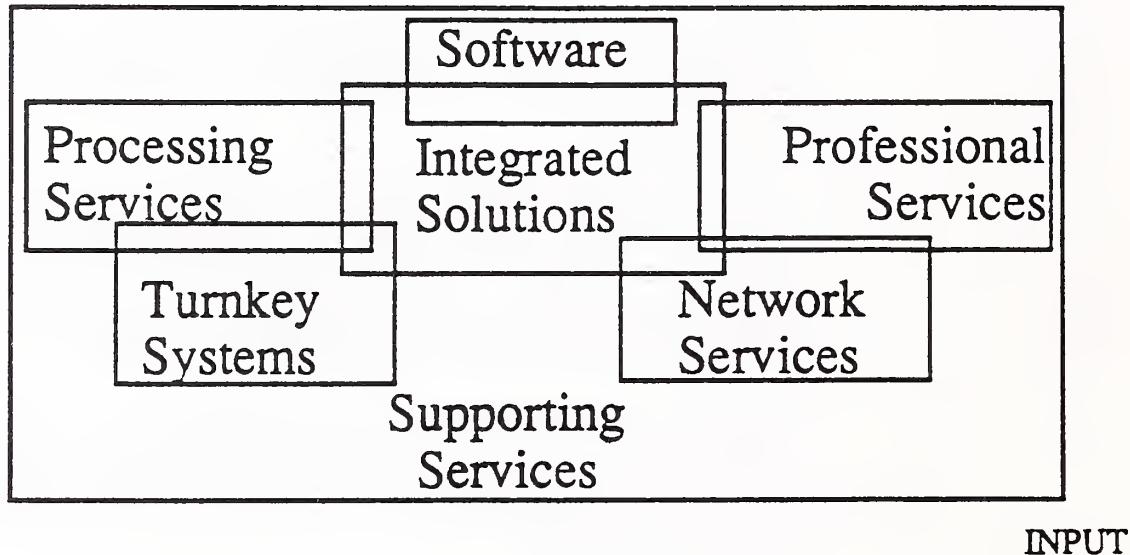 Software
Processing
Services
Integrated
Solutions
Professional
Services
Turnkey
Systems
Network
Services
Supporting
Services
INPUT